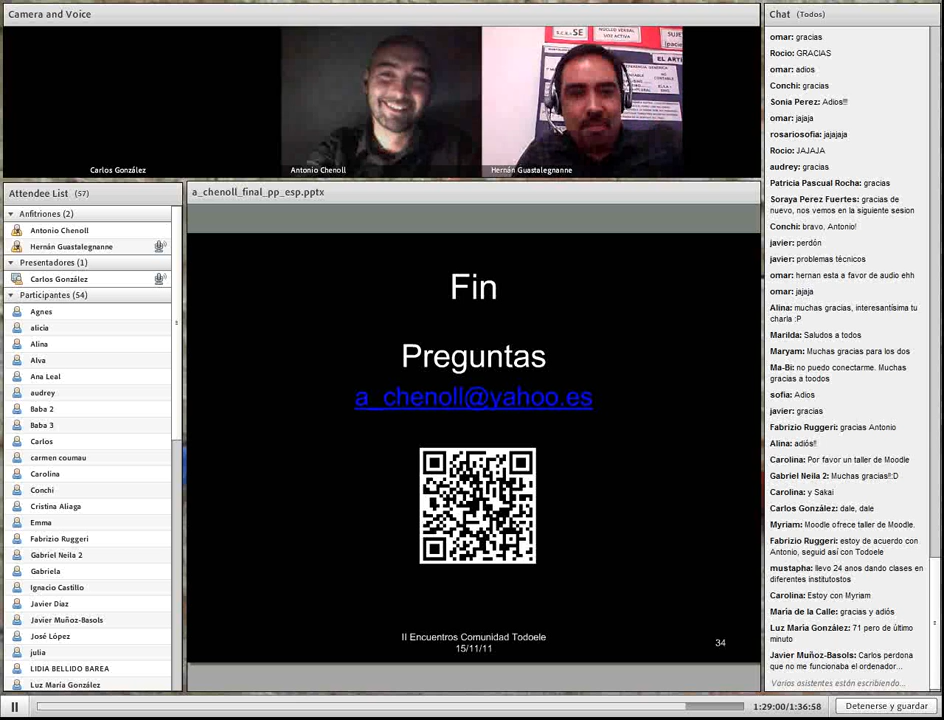 Camera and Voice
Carlos González
Antonio Chenoll
Hernán Guastalegnanne
Attendee List (57)
Anfitriones (2)
Antonio Chenoll
Hernán Guastalegnanne
Presentadores (1)
Carlos González
Participantes (54)
Agnes
alicia
Alina
Alva
Ana Leal
audrey
Baba 2
Baba 3
Carlos
carmen coumau
Carolina
Conchi
Cristina Aliaga
Emma
Fabrizio Ruggeri
Gabriel Neila 2
Gabriela
Ignacio Castillo
Javier Diaz
Javier Muñoz-Basols
José López
julia
LIDIA BELLIDO BAREA
Luz María González
a_chenoll_final_pp_esp.pptx
Fin
Preguntas
a_chenoll@yahoo.es
II Encuentros Comunidad Todoele
15/11/11
34
Chat (Todos)
omar: gracias
Rocio: GRACIAS
omar: adios
Conchi: gracias
Sonia Perez: Adios!!!
omar: jajaja
rosariosofia: jajajaja
Rocio: JAJAJA
audrey: gracias
Patricia Pascual Rocha: gracias
Soraya Perez Fuertes: gracias de
nuevo, nos vemos en la siguiente sesion
Conchi: bravo, Antonio!
javier: perdón
javier: problemas técnicos
omar: hernan esta a favor de audio ehh
omar: jajaja
Alina: muchas gracias, interesantísima tu
charla :P
Marilda: Saludos a todos
Maryam: Muchas gracias para los dos
Ma-Bi: no puedo conectarme. Muchas
gracias a toodos
sofia: Adios
javier: gracias
Fabrizio Ruggeri: gracias Antonio
Alina: adiós!!
Carolina: Por favor un taller de Moodle
Gabriel Neila 2: Muchas gracias!!:D
Carolina: y Sakai
Carlos González: dale, dale
Myriam: Moodle ofrece taller de Moodle.
Fabrizio Ruggeri: estoy de acuerdo con
Antonio, seguid así con Todoele
mustapha: llevo 24 anos dando clases en
diferentes institutostos
Carolina: Estoy con Myriam
Marìa de la Calle: gracias y adiós
Luz María González: 71 pero de último
minuto
Javier Muñoz-Basols: Carlos perdona
que no me funcionaba el ordenador...
Varios asistentes están escribiendo...
1:29:00/1:36:58
Detenerse y guardar